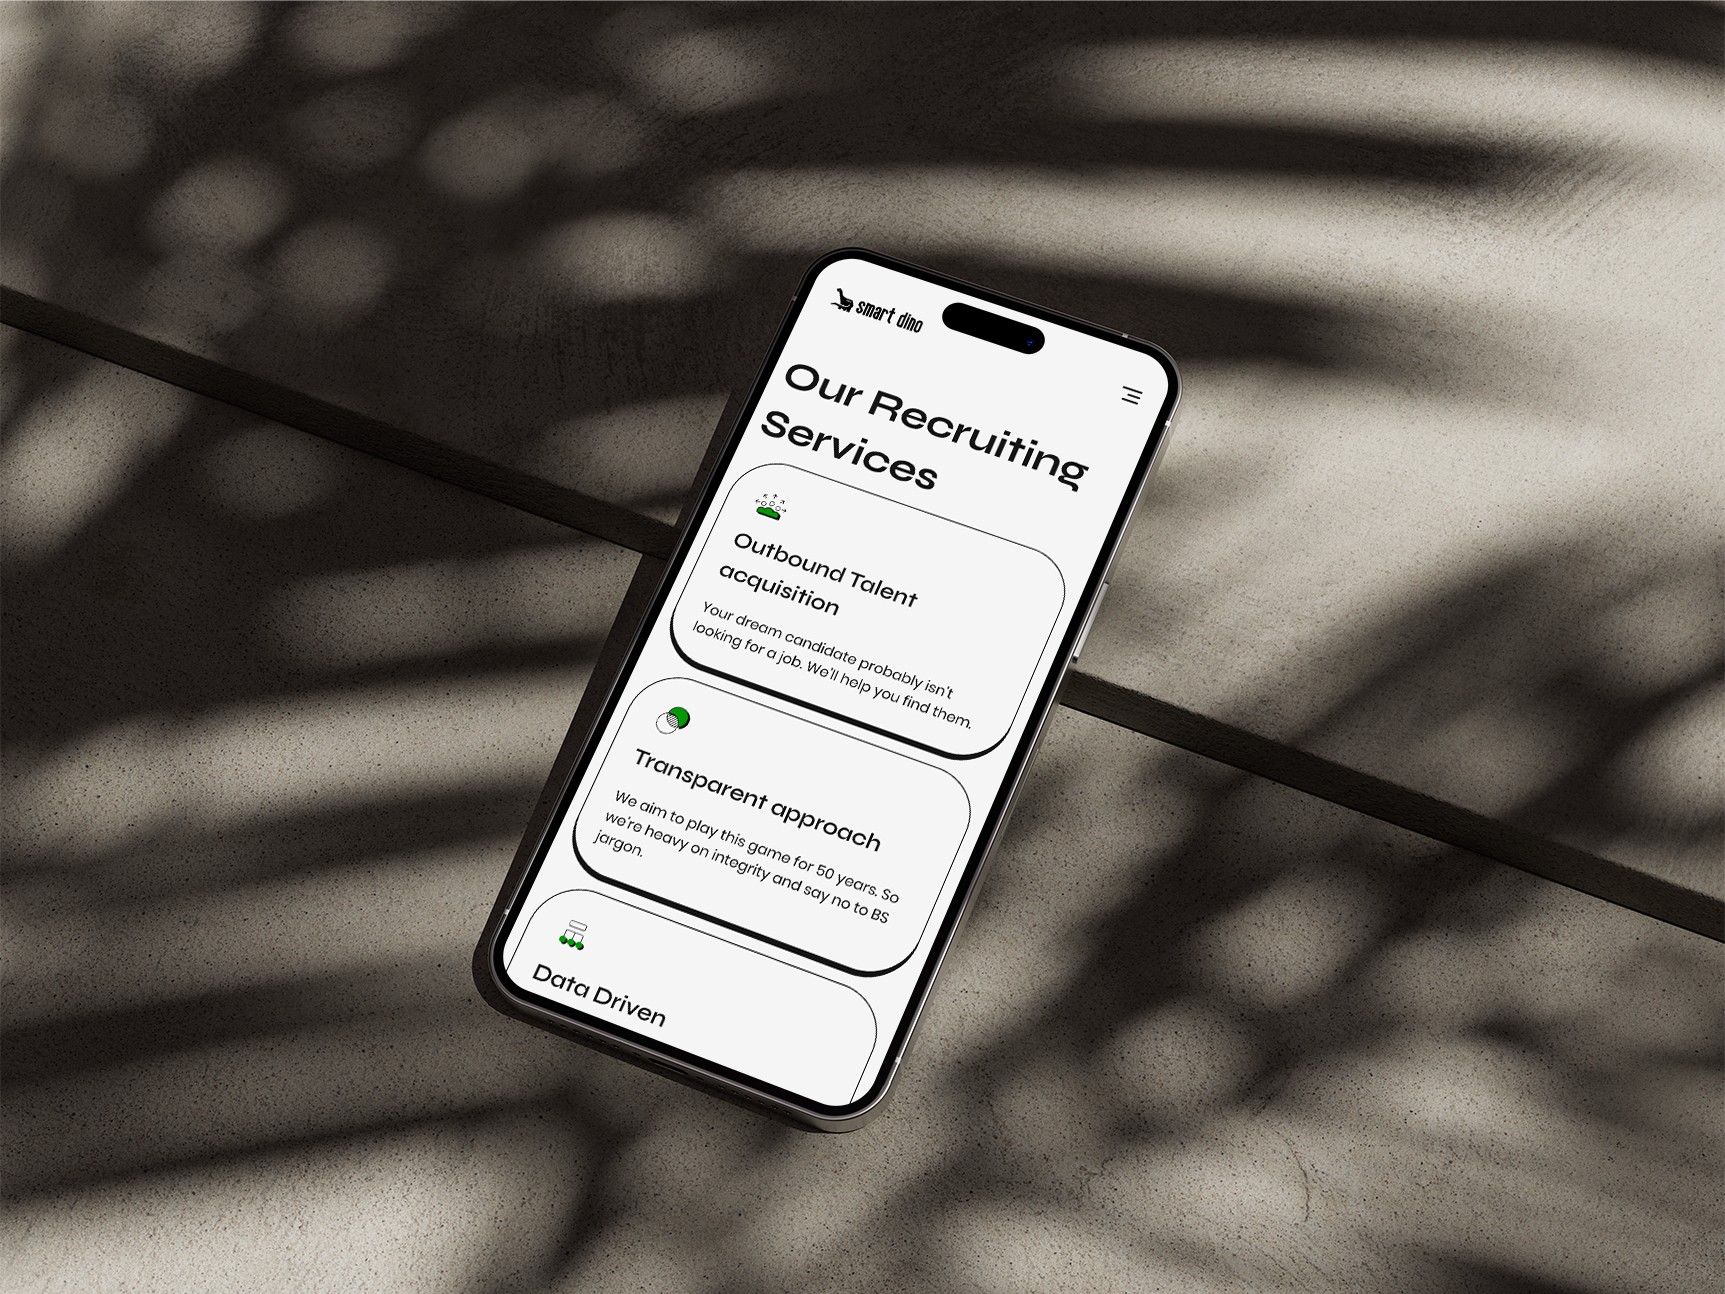 smart dino
Our Recruiting
Services
Outbound Talent
acquisition
Your dream candidate probably isn't
looking for a job. We'll help you find them.
Transparent approach
We aim to play this game for 50 years. So
we're heavy on integrity and say no to BS
jargon.
Data Driven